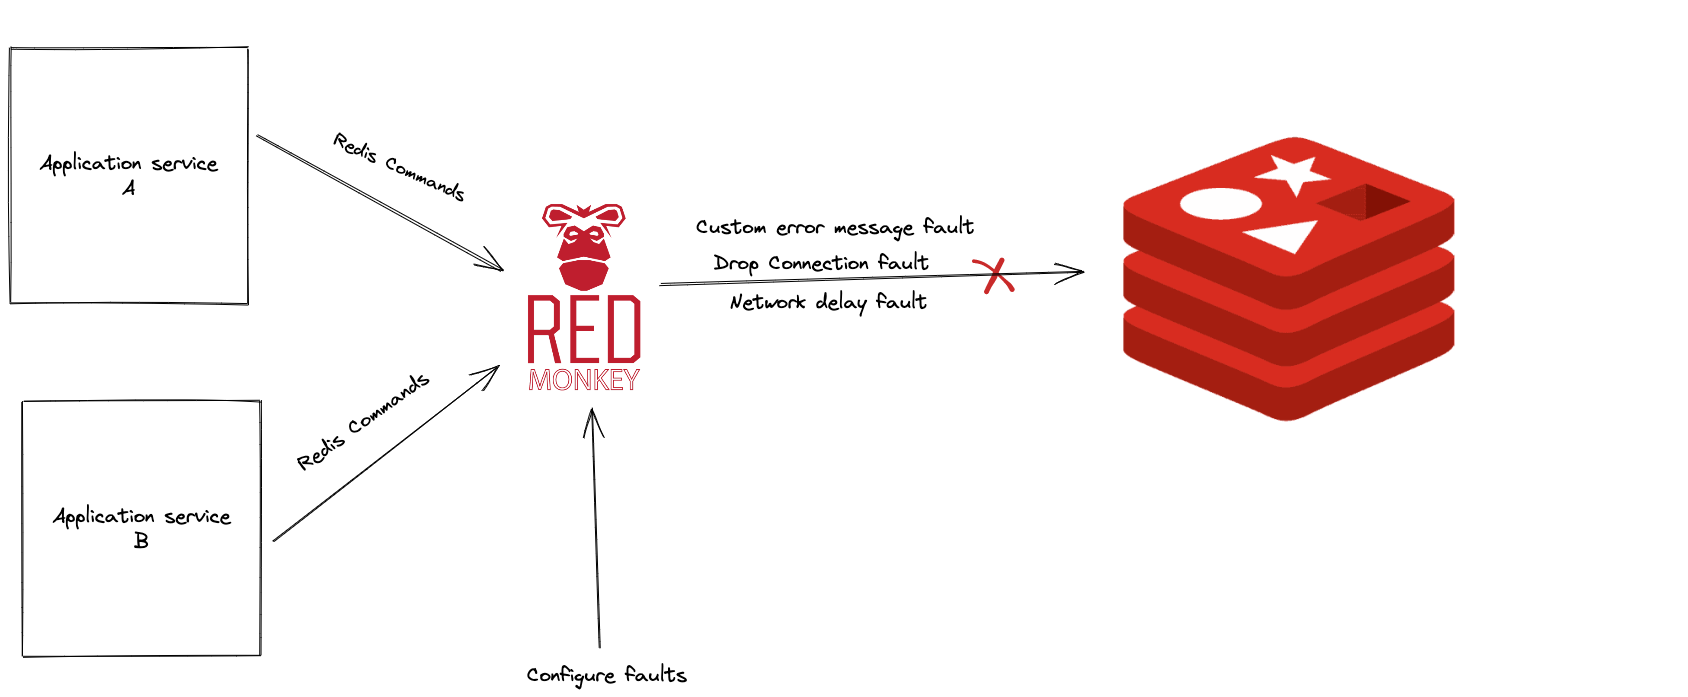 Application service
A
Redis Commands
Custom error message fault
Drop Connection fault
Network delay fault
RED
MONKEY
Redis Commands
Application service
B
Configure faults